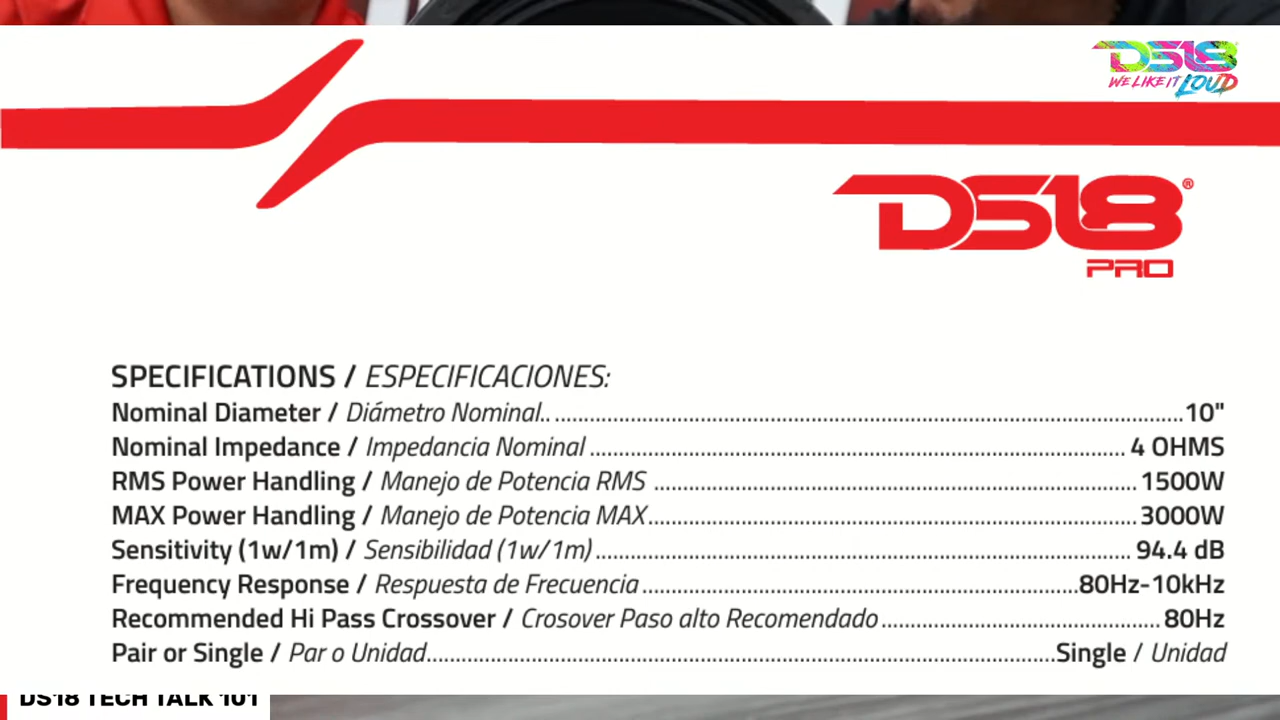 DS18
WE LIKE IT LOUD
DS18®
PRO
SPECIFICATIONS / ESPECIFICACIONES:
Nominal Diameter / Diámetro Nominal.. ........................................................................................10"
Nominal Impedance / Impedancia Nominal ........................................................................... 4 OHMS
RMS Power Handling / Manejo de Potencia RMS .................................................................... 1500W
MAX Power Handling / Manejo de Potencia MAX.....................................................................3000W
Sensitivity (1w/1m) / Sensibilidad (1w/1m) ........................................................................... 94.4 dB
Frequency Response / Respuesta de Frecuencia .............................................................80Hz-10kHz
Recommended Hi Pass Crossover / Crosover Paso alto Recomendado ....................................... 80Hz
Pair or Single / Par o Unidad.........................................................................................Single / Unidad
DS18 TECH TALK 101